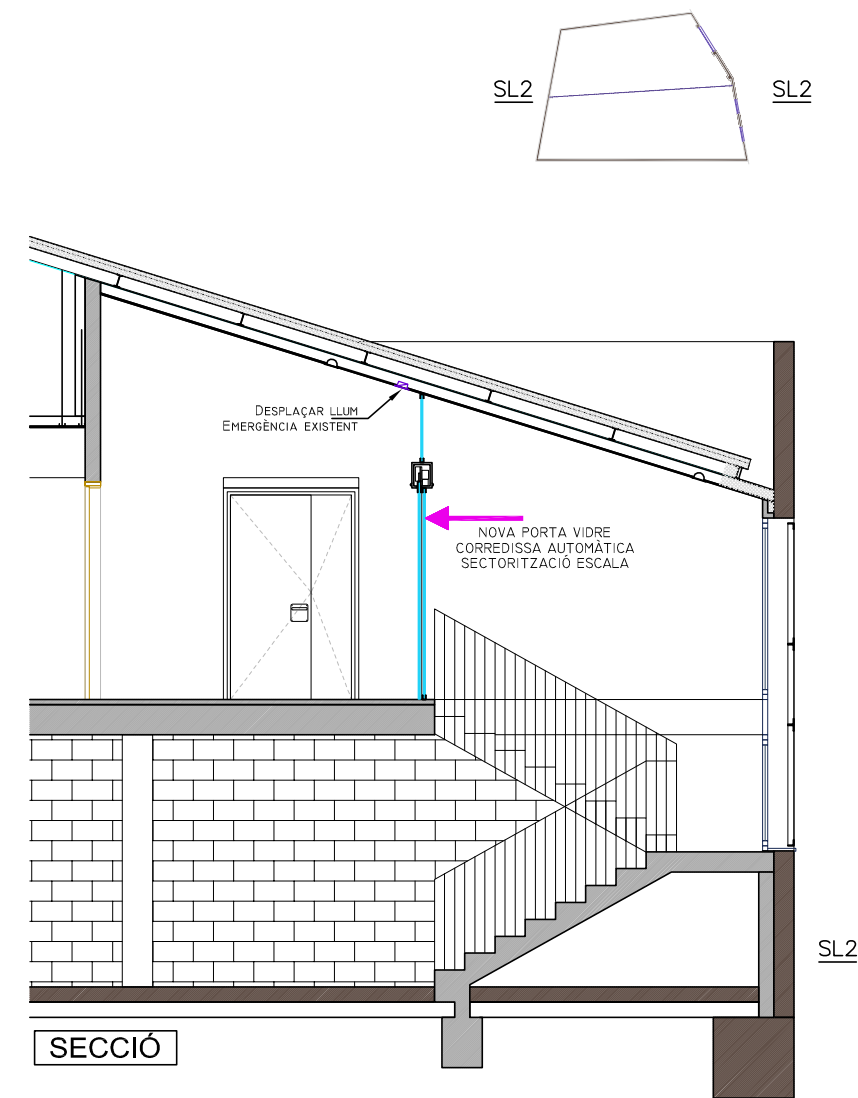 SL2
SL2
DESPLAÇAR LLUM
EMERGÈNCIA EXISTENT
NOVA PORTA VIDRE
CORREDISSA AUTOMÀTICA
SECTORITZACIÓ ESCALA
SL2
SECCIÓ